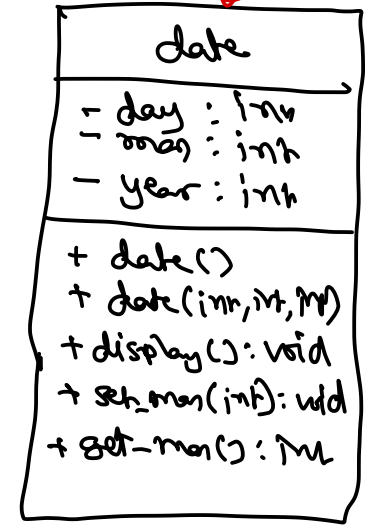 date
- day : int
- mon : int
- year : int
+ date()
+ date(int, int, int)
+ display() : void
+ set_mon(int) : void
+ get_mon() : int